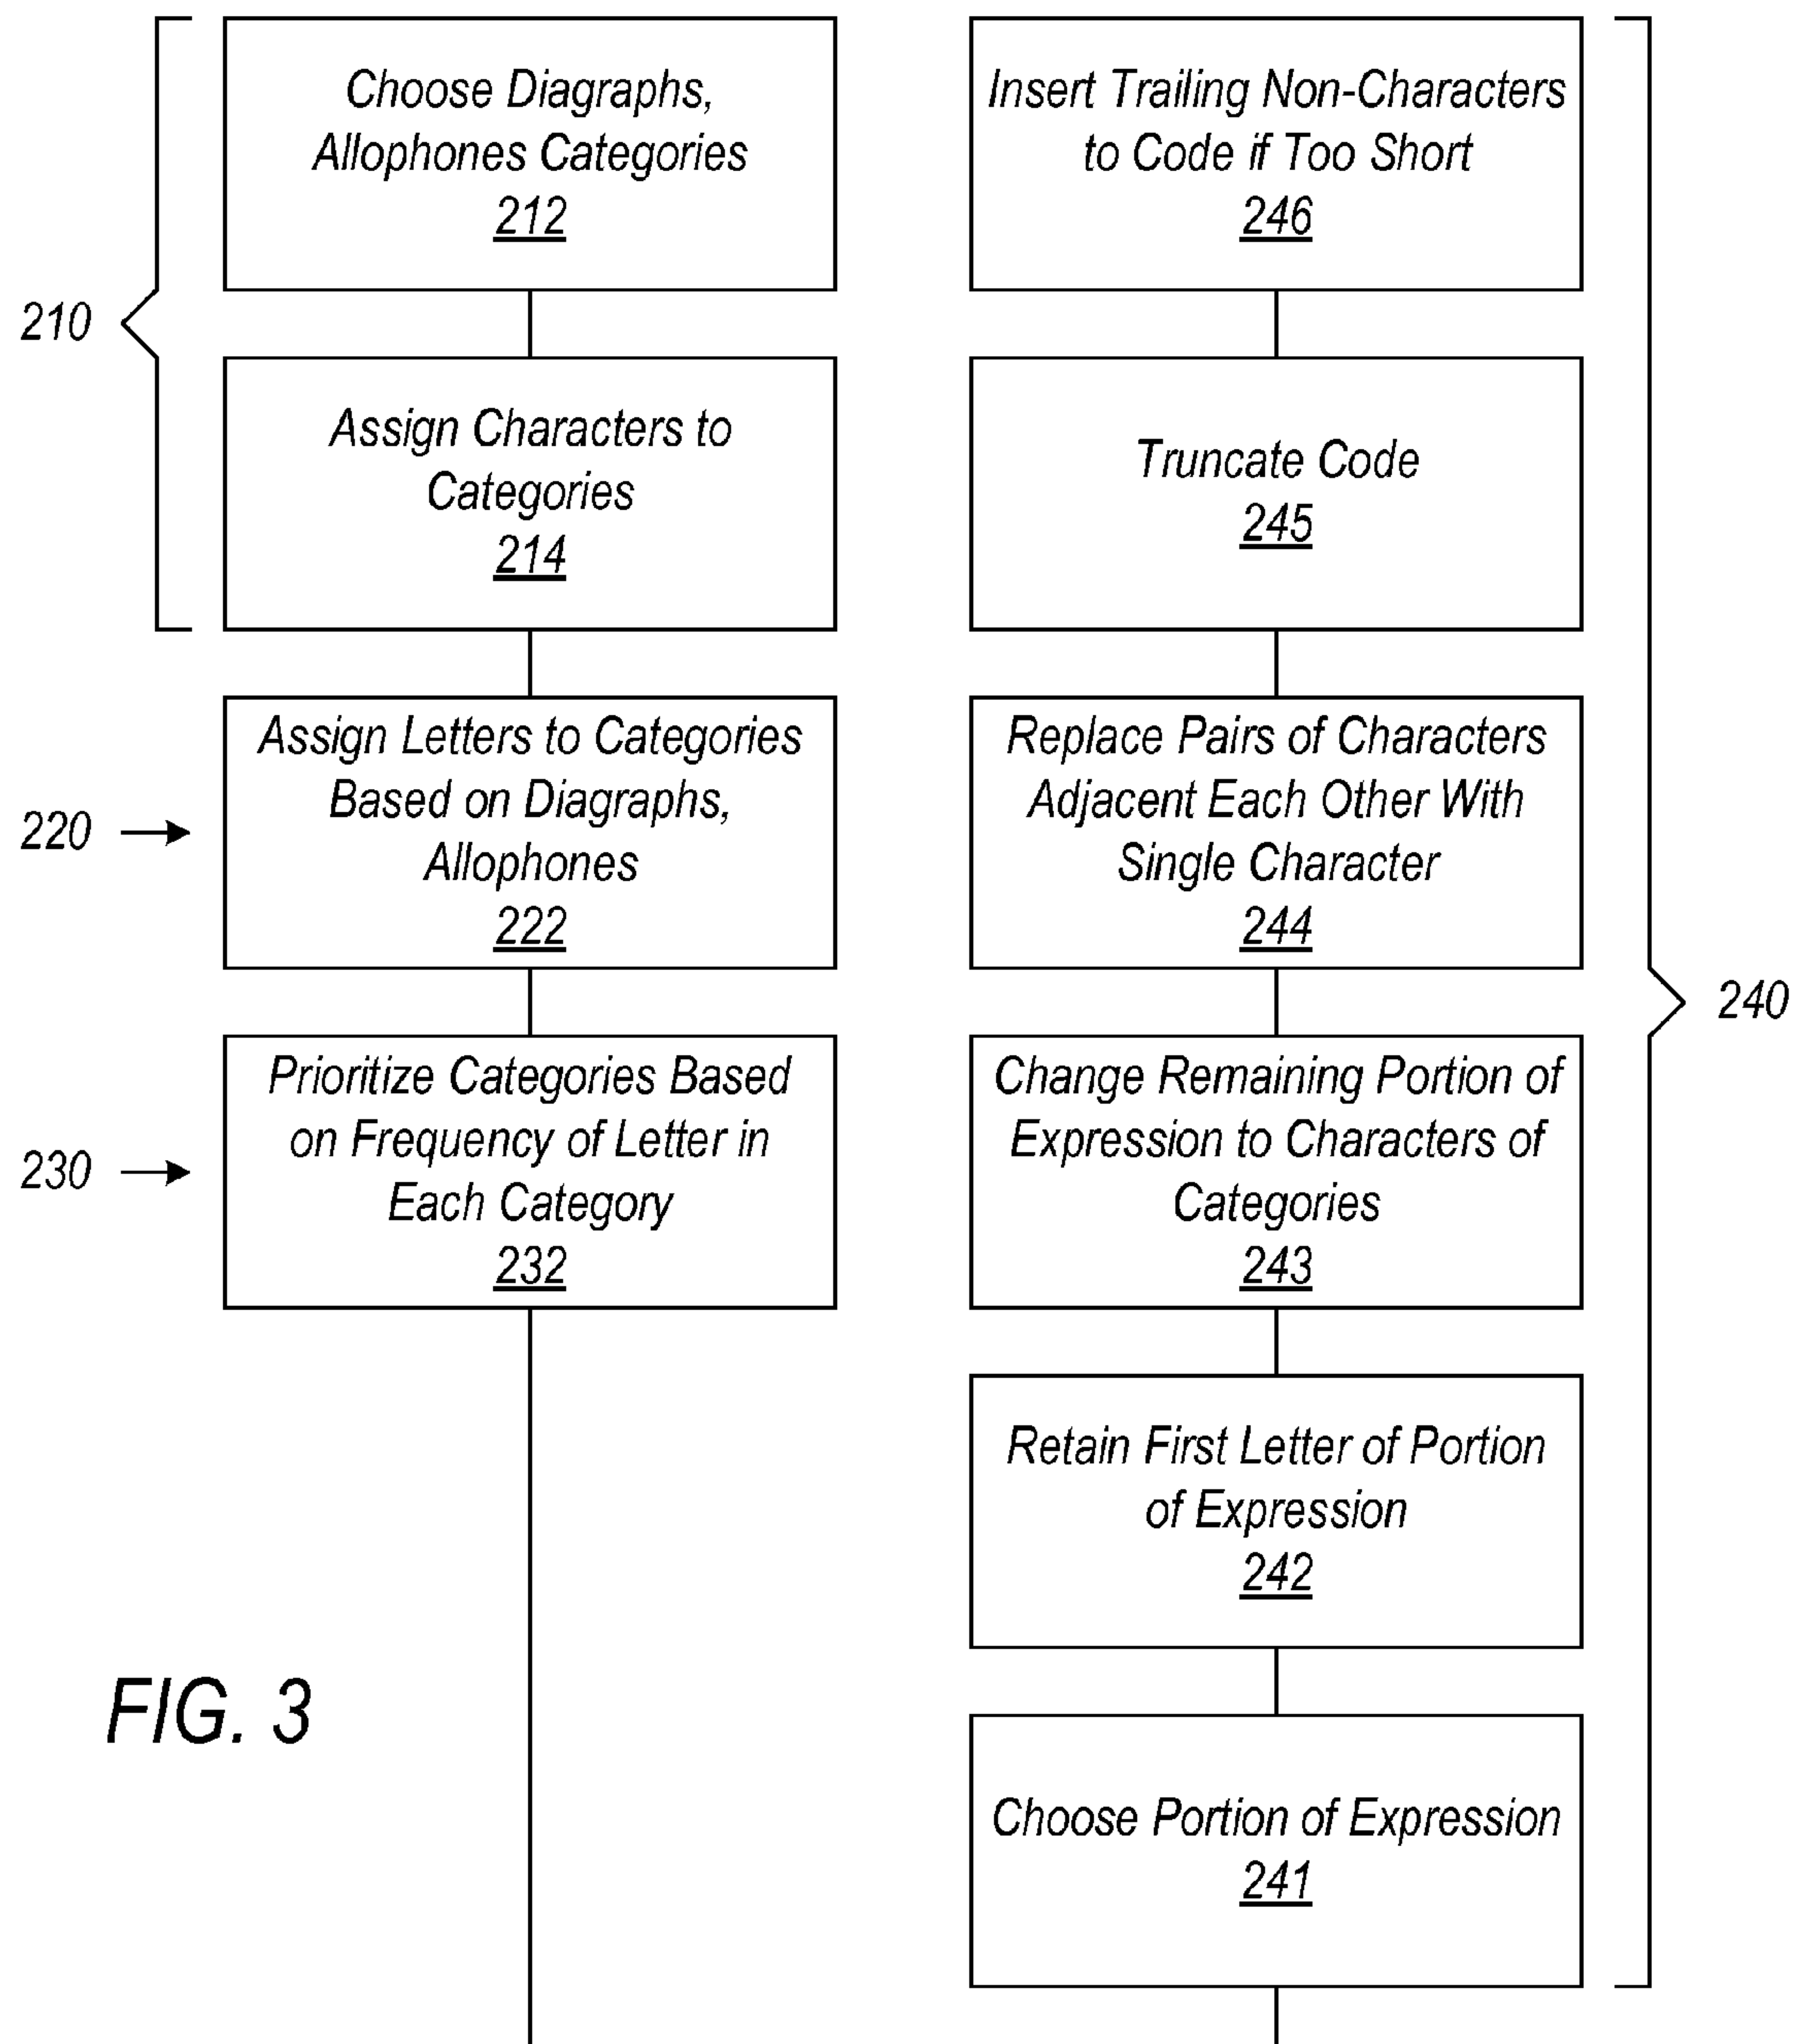 Choose Diagraphs,
Allophones Categories
212
210
Assign Characters to
Categories
214
Assign Letters to Categories
Based on Diagraphs,
Allophones
222
220
Prioritize Categories Based
on Frequency of Letter in
Each Category
232
230
Insert Trailing Non-Characters
to Code if Too Short
246
Truncate Code
245
Replace Pairs of Characters
Adjacent Each Other With
Single Character
244
240
Change Remaining Portion of
Expression to Characters of
Categories
243
Retain First Letter of Portion
of Expression
242
Choose Portion of Expression
241
FIG. 3